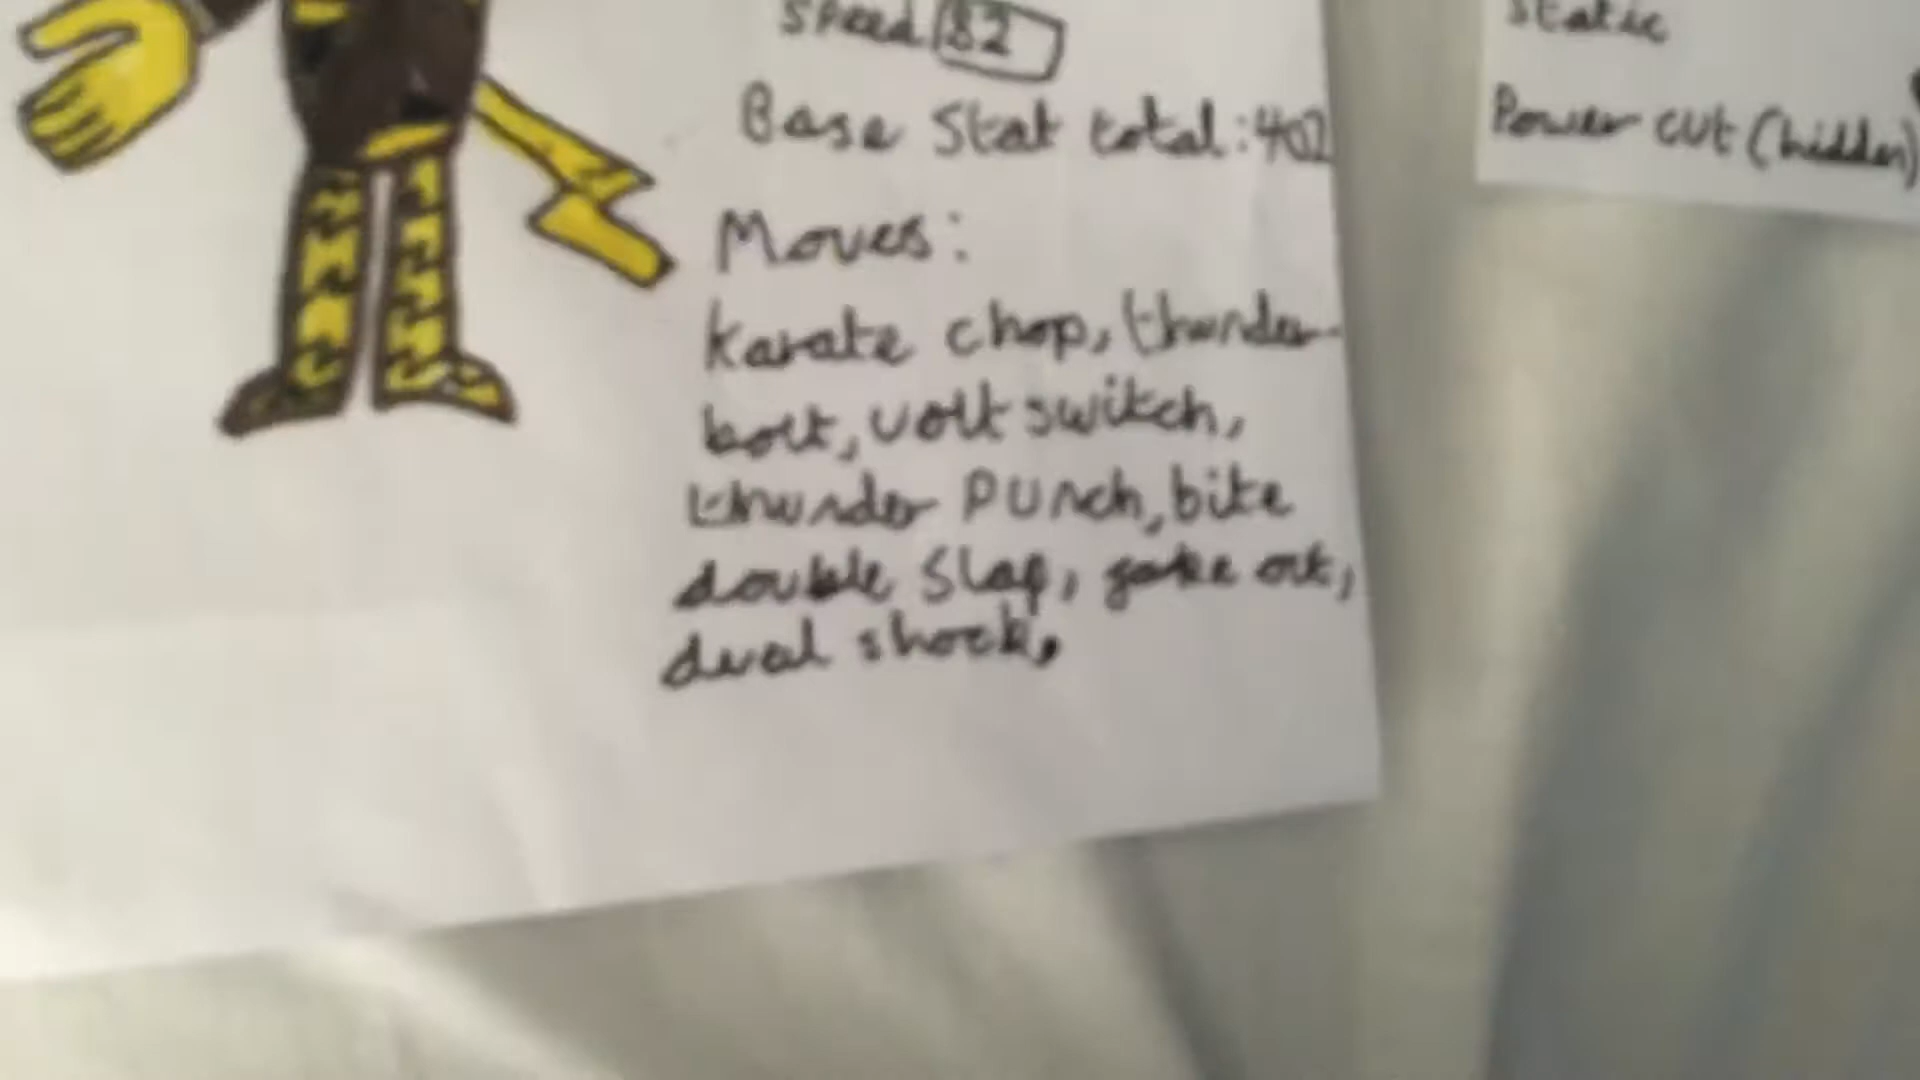 Speed 82
Base Stat total: 402
Moves:
karate chop, thunder-
bolt, volt switch,
thunder punch, bite
double slap, fake out,
dual shock,
Static
Power cut (hidden)